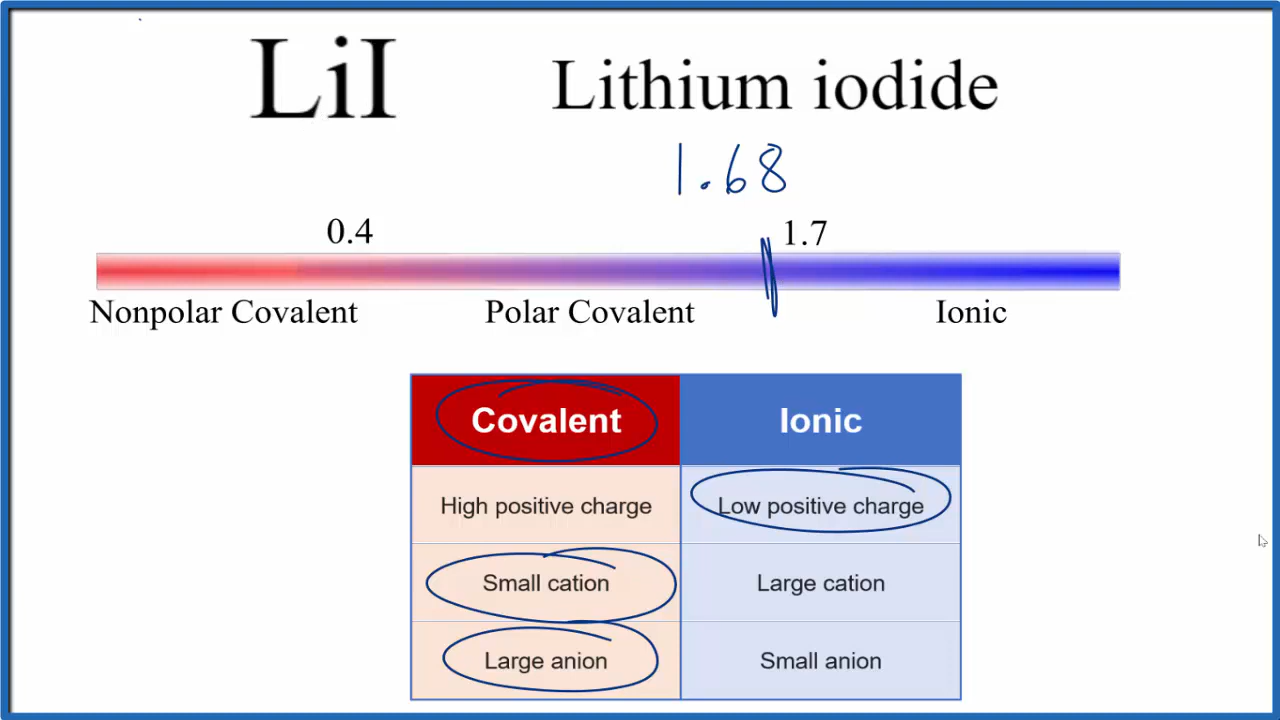 LiI Lithium iodide
1.68
0.4 1.7
Nonpolar Covalent Polar Covalent Ionic
Covalent Ionic
High positive charge Low positive charge
Small cation Large cation
Large anion Small anion